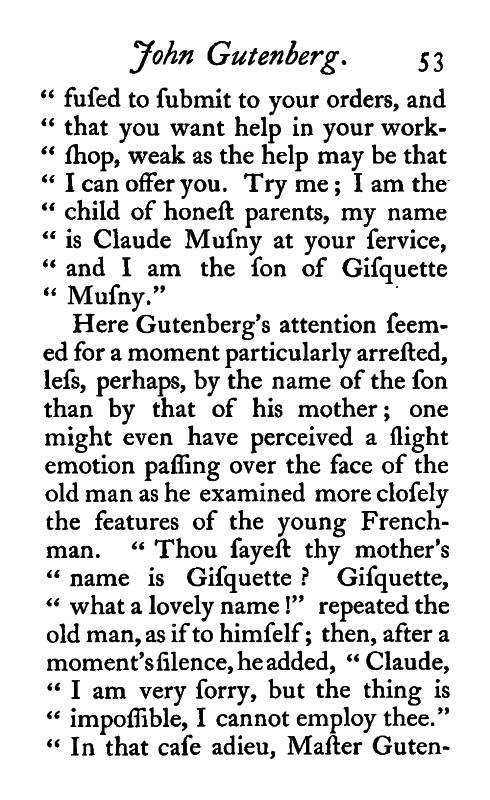 John Gutenberg. 53
“ fuſed to ſubmit to your orders, and
“ that you want help in your work-
“ ſhop, weak as the help may be that
“ I can offer you. Try me ; I am the
“ child of honeſt parents, my name
“ is Claude Muſny at your ſervice,
“ and I am the ſon of Giſquette
“ Muſny.”
Here Gutenberg's attention ſeem-
ed for a moment particularly arreſted,
leſs, perhaps, by the name of the ſon
than by that of his mother ; one
might even have perceived a ſlight
emotion paſſing over the face of the
old man as he examined more cloſely
the features of the young French-
man. “ Thou ſayeſt thy mother's
“ name is Giſquette ? Giſquette,
“ what a lovely name !” repeated the
old man, as if to himſelf ; then, after a
moment's ſilence, he added, “ Claude,
“ I am very ſorry, but the thing is
“ impoſſible, I cannot employ thee.”
“ In that caſe adieu, Maſter Guten-